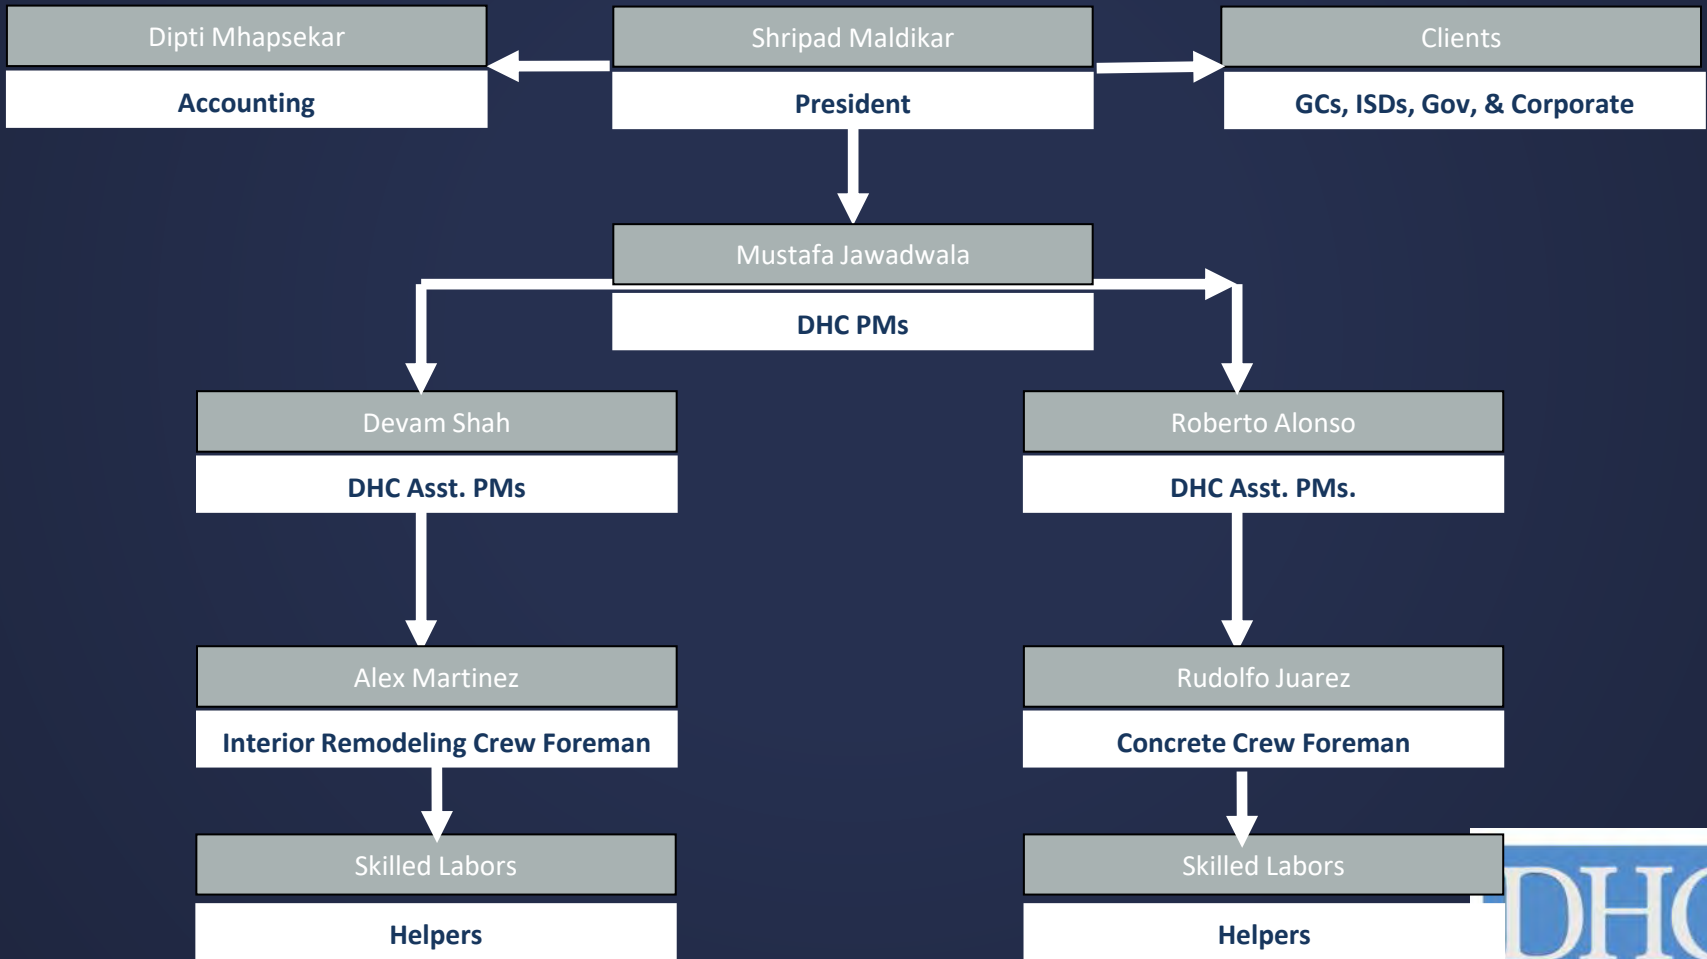 Dipti Mhapsekar
Accounting
Shripad Maldikar
President
Clients
GCs, ISDs, Gov, & Corporate
Mustafa Jawadwala
DHC PMs
Devam Shah
DHC Asst. PMs
Roberto Alonso
DHC Asst. PMs.
Alex Martinez
Interior Remodeling Crew Foreman
Rudolfo Juarez
Concrete Crew Foreman
Skilled Labors
Helpers
Skilled Labors
Helpers
DHC